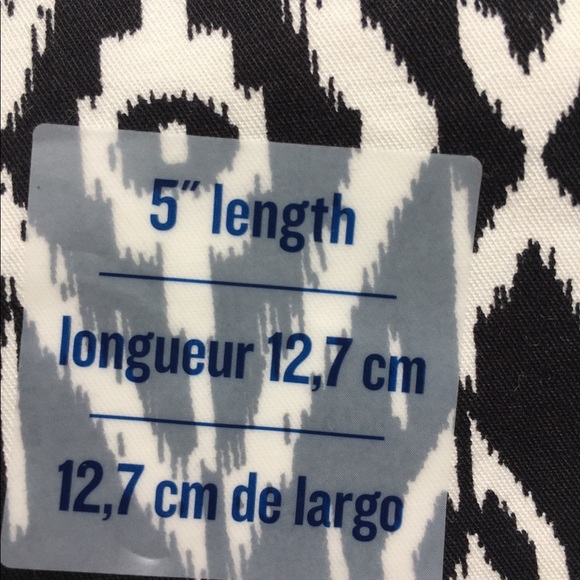 5″ length
longueur 12,7 cm
12,7 cm de largo